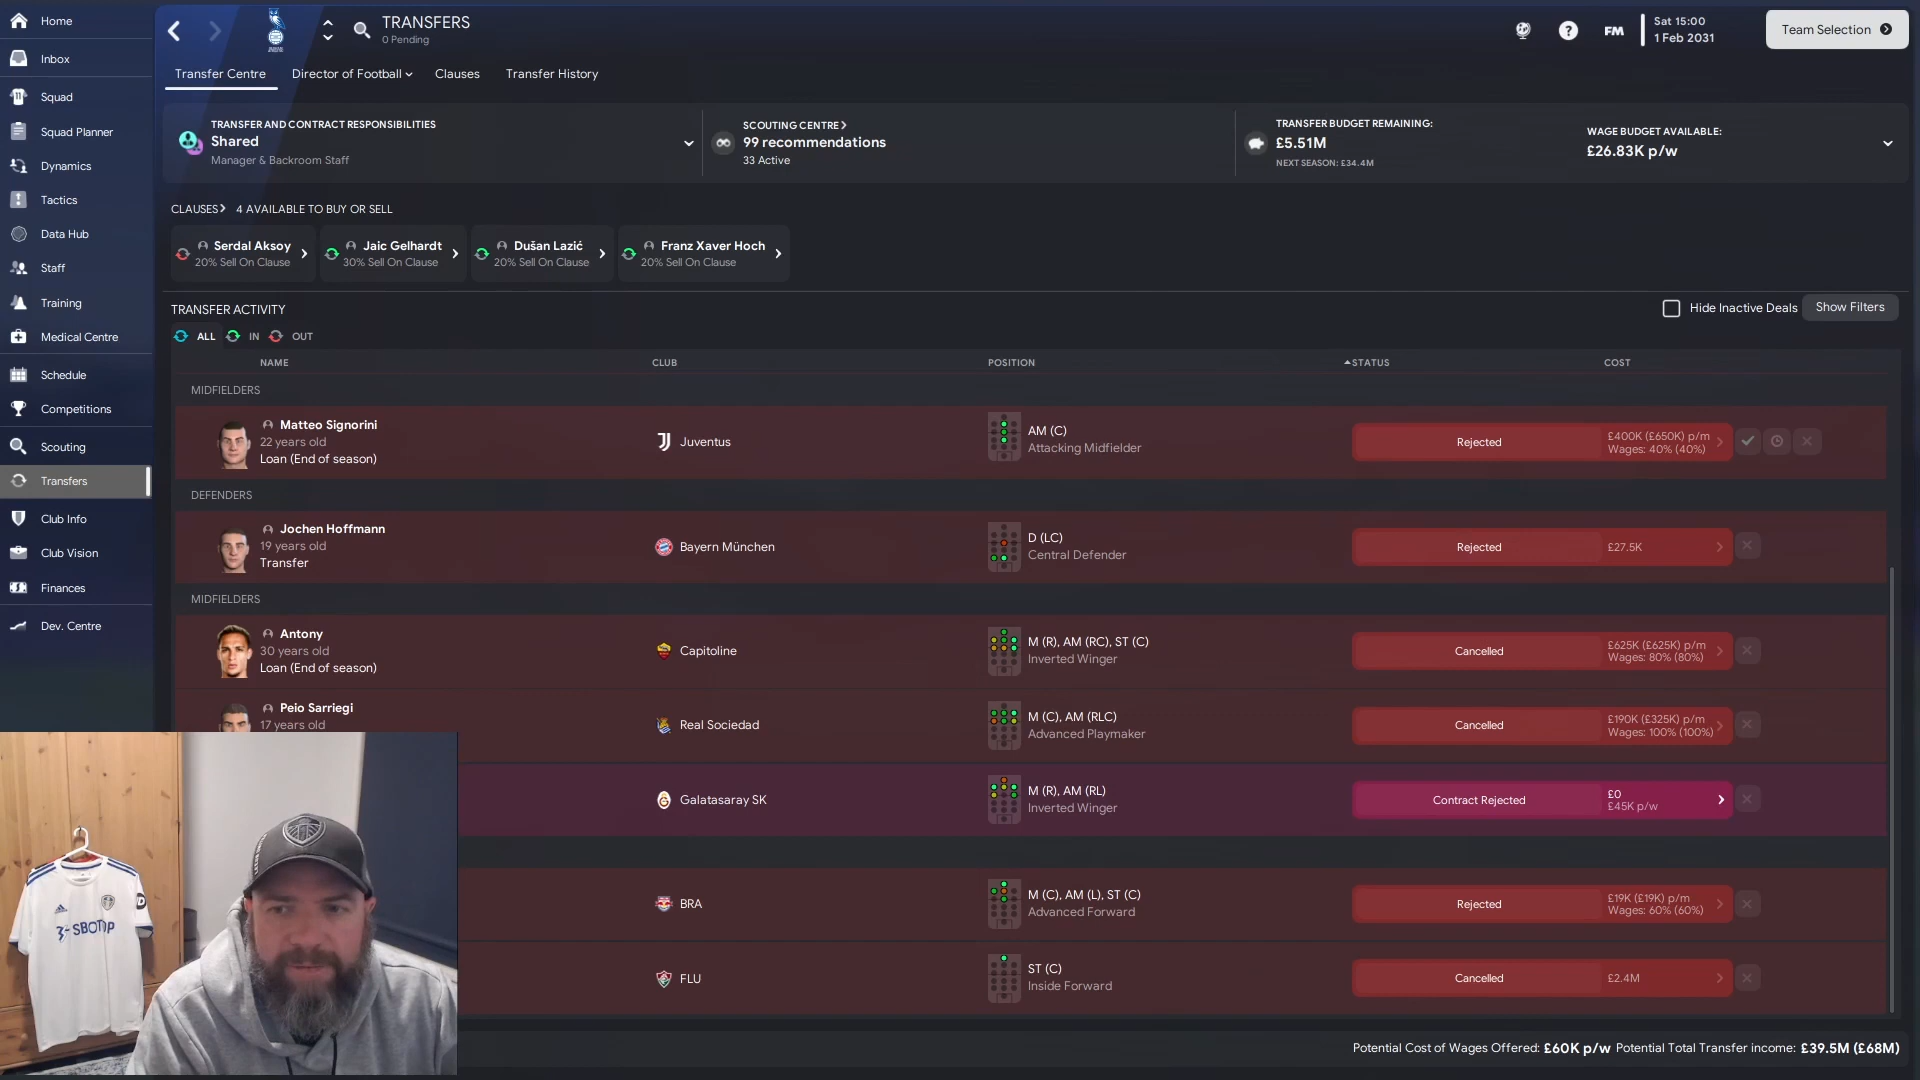 Home
Inbox
Squad
Squad Planner
Dynamics
Tactics
Data Hub
Staff
Training
Medical Centre
Schedule
Competitions
Scouting
Transfers
Club Info
Club Vision
Finances
Dev. Centre
TRANSFERS
0 Pending
FM
Sat 15:00
1 Feb 2031
Team Selection
Transfer Centre
Director of Football
Clauses
Transfer History
TRANSFER AND CONTRACT RESPONSIBILITIES
Shared
Manager & Backroom Staff
SCOUTING CENTRE
99 recommendations
33 Active
TRANSFER BUDGET REMAINING:
£5.51M
NEXT SEASON: £34.4M
WAGE BUDGET AVAILABLE:
£26.83K p/w
CLAUSES 4 AVAILABLE TO BUY OR SELL
Serdal Aksoy
20% Sell On Clause
Jaic Gelhardt
30% Sell On Clause
Dušan Lazić
20% Sell On Clause
Franz Xaver Hoch
20% Sell On Clause
TRANSFER ACTIVITY
Hide Inactive Deals
Show Filters
ALL IN OUT
NAME CLUB POSITION STATUS COST
MIDFIELDERS
Matteo Signorini
22 years old
Loan (End of season)
Juventus
AM (C)
Attacking Midfielder
Rejected
£400K (£650K) p/m
Wages: 40% (40%)
DEFENDERS
Jochen Hoffmann
19 years old
Transfer
Bayern München
D (LC)
Central Defender
Rejected
£27.5K
MIDFIELDERS
Antony
30 years old
Loan (End of season)
Capitoline
M (R), AM (RC), ST (C)
Inverted Winger
Cancelled
£625K (£625K) p/m
Wages: 80% (80%)
Peio Sarriegi
17 years old
Real Sociedad
M (C), AM (RLC)
Advanced Playmaker
Cancelled
£190K (£325K) p/m
Wages: 100% (100%)
Galatasaray SK
M (R), AM (RL)
Inverted Winger
Contract Rejected
£0
£45K p/w
BRA
M (C), AM (L), ST (C)
Advanced Forward
Rejected
£19K (£19K) p/m
Wages: 60% (60%)
FLU
ST (C)
Inside Forward
Cancelled
£2.4M
SBOTOP
Potential Cost of Wages Offered: £60K p/w Potential Total Transfer income: £39.5M (£68M)